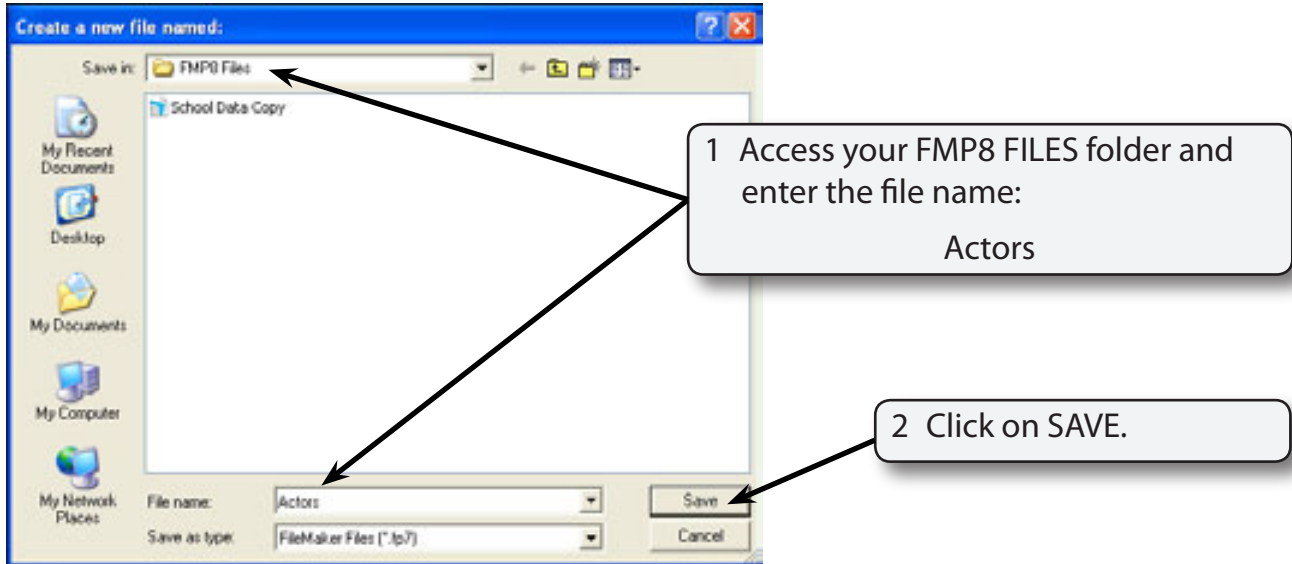 Create a new file named:
Save in: FMP8 Files
School Data Copy
My Recent
Documents
Desktop
My Documents
My Computer
My Network
Places
File name: Actors Save
Save as type: FileMaker Files (*.fp7) Cancel
1 Access your FMP8 FILES folder and
enter the file name:
Actors
2 Click on SAVE.